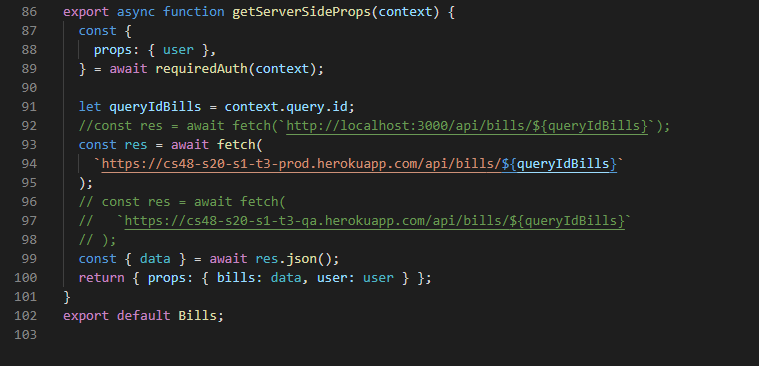 86 export async function getServerSideProps(context) {
87 const {
88 props: { user },
89 } = await requiredAuth(context);
90
91 let queryIdBills = context.query.id;
92 //const res = await fetch(`http://localhost:3000/api/bills/${queryIdBills}`);
93 const res = await fetch(
94 `https://cs48-s20-s1-t3-prod.herokuapp.com/api/bills/${queryIdBills}`
95 );
96 // const res = await fetch(
97 //   `https://cs48-s20-s1-t3-qa.herokuapp.com/api/bills/${queryIdBills}`
98 // );
99 const { data } = await res.json();
100 return { props: { bills: data, user: user } };
101 }
102 export default Bills;
103